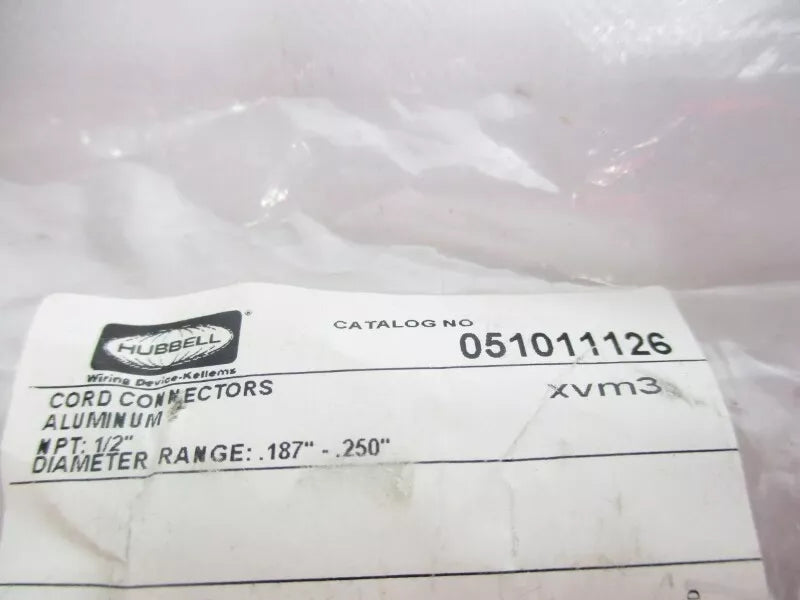 HUBBELL®
Wiring Device-Kellems
CATALOG NO
051011126
CORD CONNECTORS
xvm3
ALUMINUM
NPT: 1/2"
DIAMETER RANGE: .187" - .250"